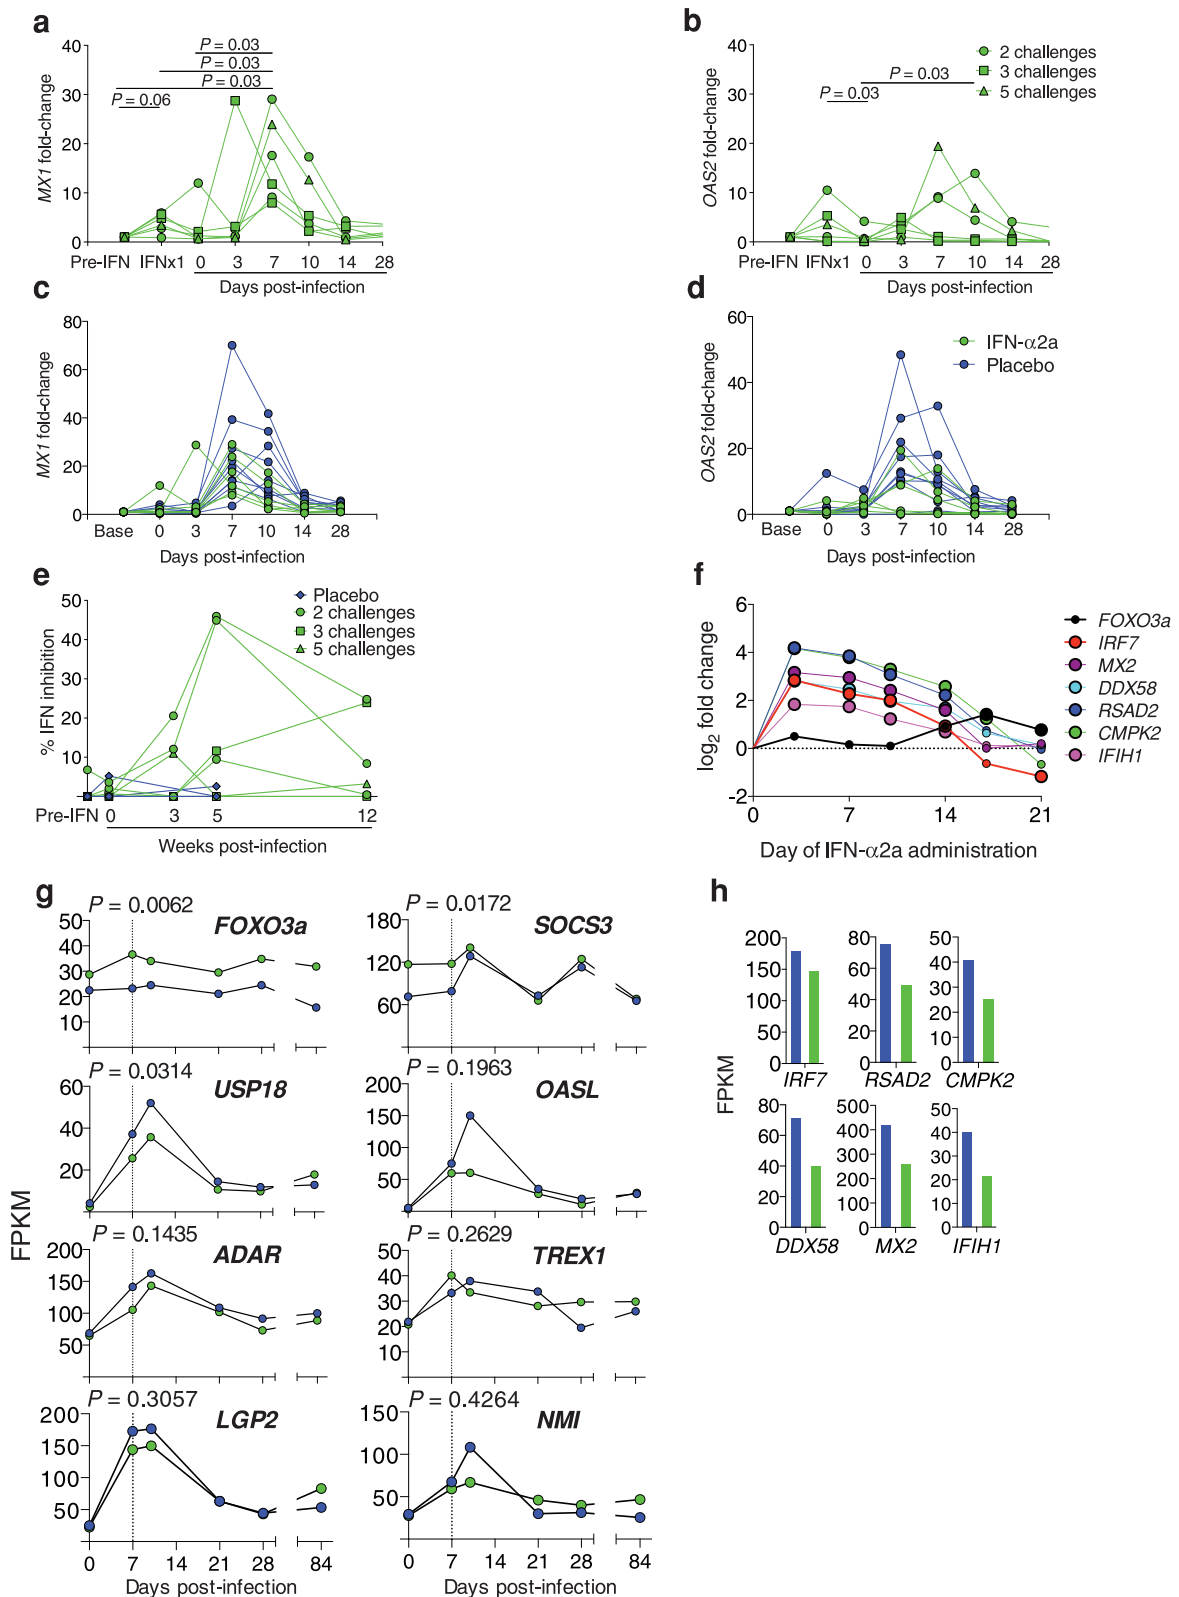 a
MX1 fold-change
40
30
20
10
0
P = 0.03
P = 0.03
P = 0.03
P = 0.06
Pre-IFN IFNx1 0 3 7 10 14 28
Days post-infection
b
OAS2 fold-change
40
30
20
10
0
2 challenges
3 challenges
5 challenges
P = 0.03
P = 0.03
Pre-IFN IFNx1 0 3 7 10 14 28
Days post-infection
c
MX1 fold-change
80
60
40
20
0
Base 0 3 7 10 14 28
Days post-infection
d
OAS2 fold-change
60
40
20
0
IFN-α2a
Placebo
Base 0 3 7 10 14 28
Days post-infection
e
% IFN inhibition
50
40
30
20
10
Placebo
2 challenges
3 challenges
5 challenges
Pre-IFN 0 3 5 12
Weeks post-infection
f
log2 fold change
6
4
2
0
-2
FOXO3a
IRF7
MX2
DDX58
RSAD2
CMPK2
IFIH1
0 7 14 21
Day of IFN-α2a administration
g
FPKM
P = 0.0062
FOXO3a
50
40
30
20
10
P = 0.0172
SOCS3
180
120
60
P = 0.0314
USP18
60
40
20
P = 0.1963
OASL
200
150
100
50
P = 0.1435
ADAR
200
150
100
50
P = 0.2629
TREX1
50
40
30
20
10
P = 0.3057
LGP2
200
150
100
50
0 7 14 21 28 84
Days post-infection
P = 0.4264
NMI
150
100
50
0 7 14 21 28 84
Days post-infection
h
FPKM
200
150
100
50
0
IRF7
80
60
40
20
0
RSAD2
50
40
30
20
10
0
CMPK2
80
60
40
20
0
DDX58
500
400
300
200
100
0
MX2
50
40
30
20
10
0
IFIH1